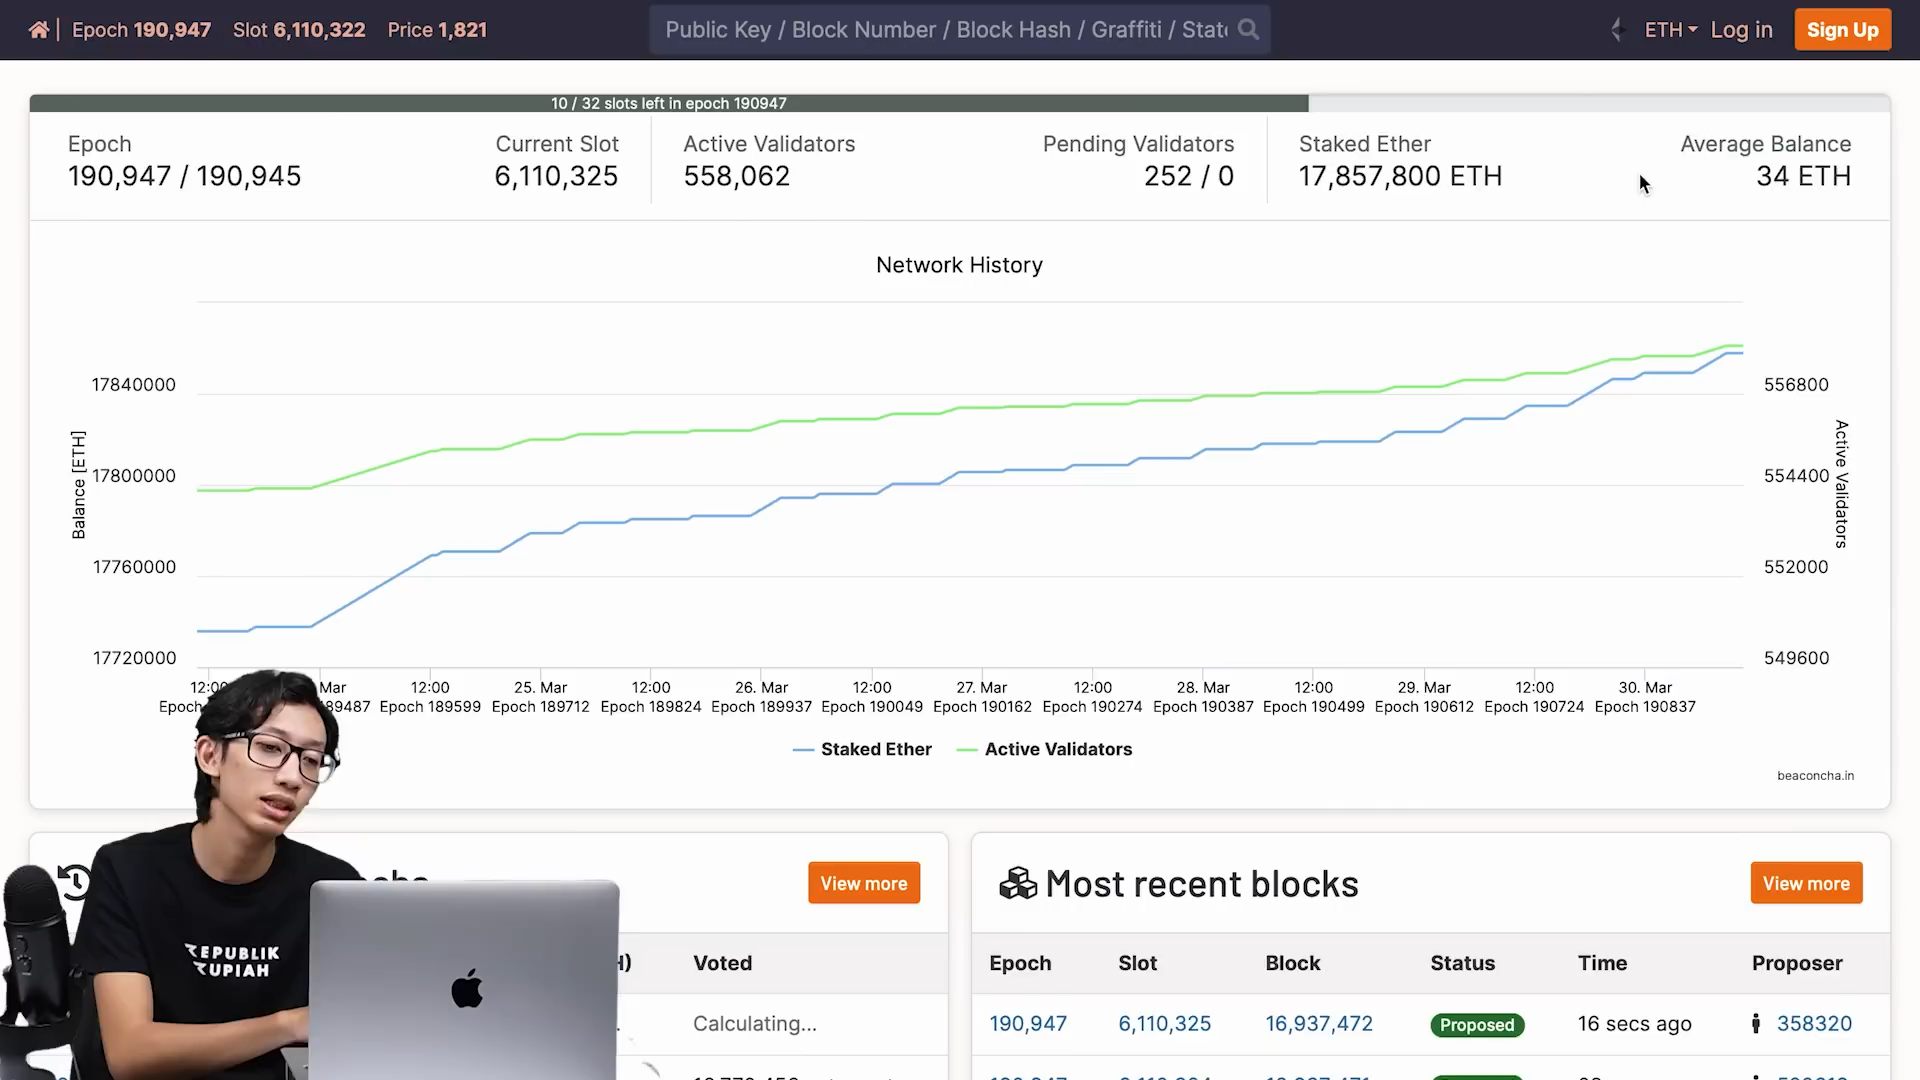 Epoch 190,947 Slot 6,110,322 Price 1,821
Public Key / Block Number / Block Hash / Graffiti / State
ETH Log in Sign Up
10 / 32 slots left in epoch 190947
Epoch Current Slot Active Validators Pending Validators Staked Ether Average Balance
190,947 / 190,945 6,110,325 558,062 252 / 0 17,857,800 ETH 34 ETH
Network History
17840000
17800000
17760000
17720000
Balance [ETH]
556800
554400
552000
549600
Active Validators
12:00 Mar 12:00 25. Mar 12:00 26. Mar 12:00 27. Mar 12:00 28. Mar 12:00 29. Mar 12:00 30. Mar
Epoch 189487 Epoch 189599 Epoch 189712 Epoch 189824 Epoch 189937 Epoch 190049 Epoch 190162 Epoch 190274 Epoch 190387 Epoch 190499 Epoch 190612 Epoch 190724 Epoch 190837
Staked Ether Active Validators
beaconcha.in
View more
Voted
Calculating...
Most recent blocks
View more
Epoch Slot Block Status Time Proposer
190,947 6,110,325 16,937,472 Proposed 16 secs ago 358320
REPUBLIK
RUPIAH